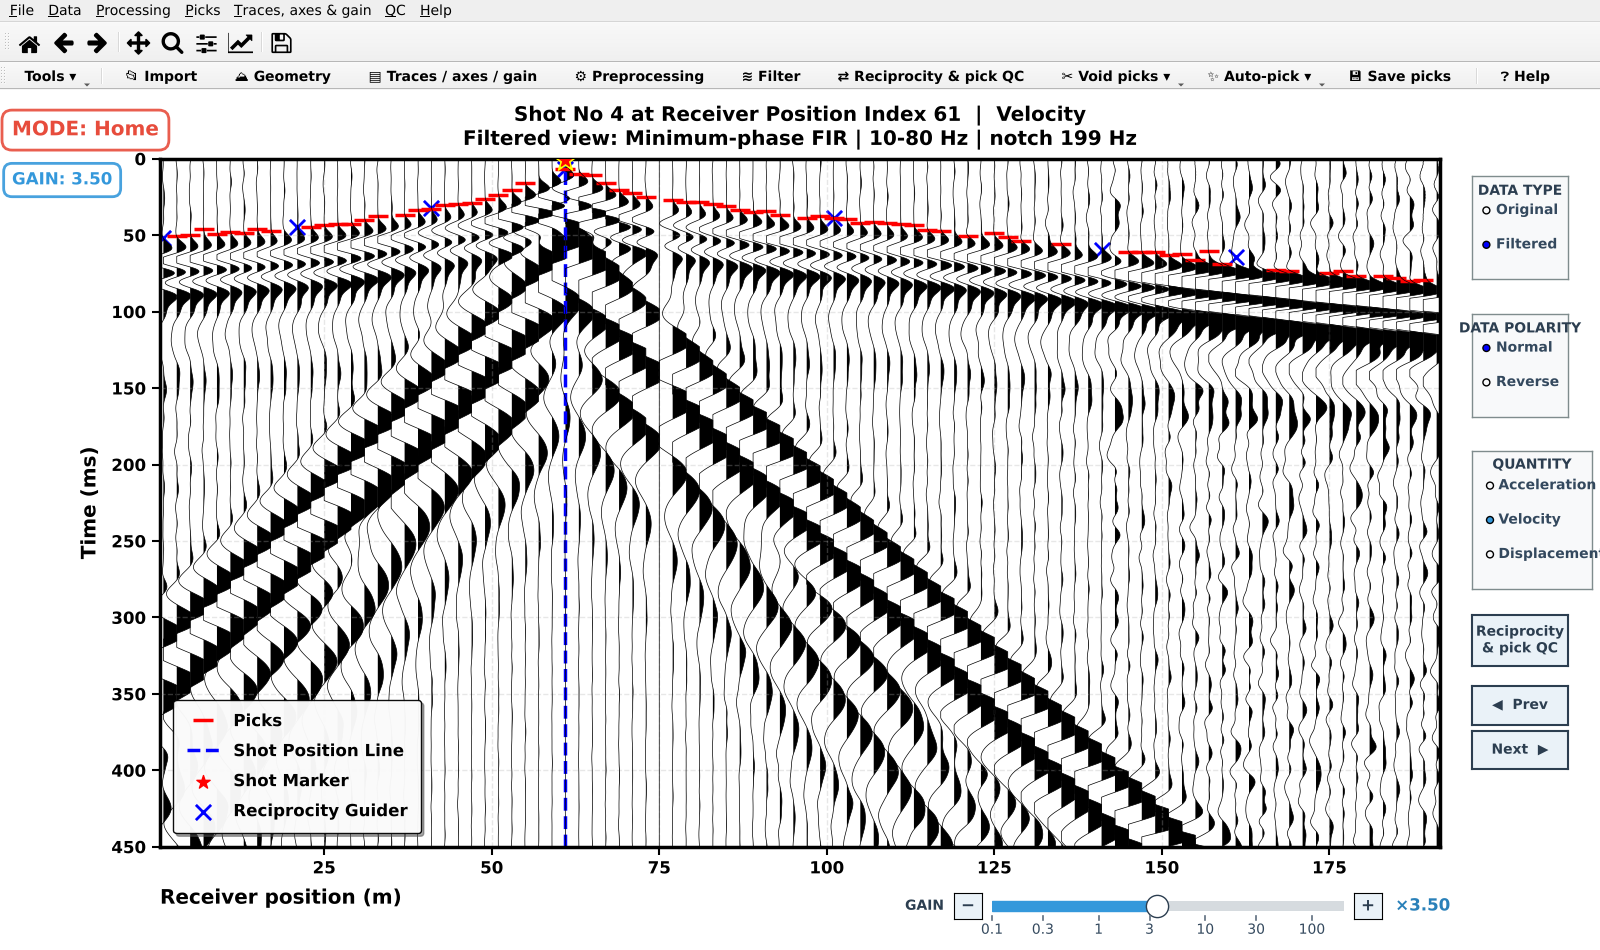 File Data Processing Picks Traces, axes & gain QC Help
Tools ▾ Import Geometry Traces / axes / gain Preprocessing Filter Reciprocity & pick QC Void picks ▾ Auto-pick ▾ Save picks ? Help
MODE: Home
GAIN: 3.50
Shot No 4 at Receiver Position Index 61 | Velocity
Filtered view: Minimum-phase FIR | 10-80 Hz | notch 199 Hz
0
50
100
150
200
250
300
350
400
450
Time (ms)
25 50 75 100 125 150 175
Receiver position (m)
Picks
Shot Position Line
Shot Marker
Reciprocity Guider
DATA TYPE
Original
Filtered
DATA POLARITY
Normal
Reverse
QUANTITY
Acceleration
Velocity
Displacement
Reciprocity
& pick QC
◀ Prev
Next ▶
GAIN − + ×3.50
0.1 0.3 1 3 10 30 100